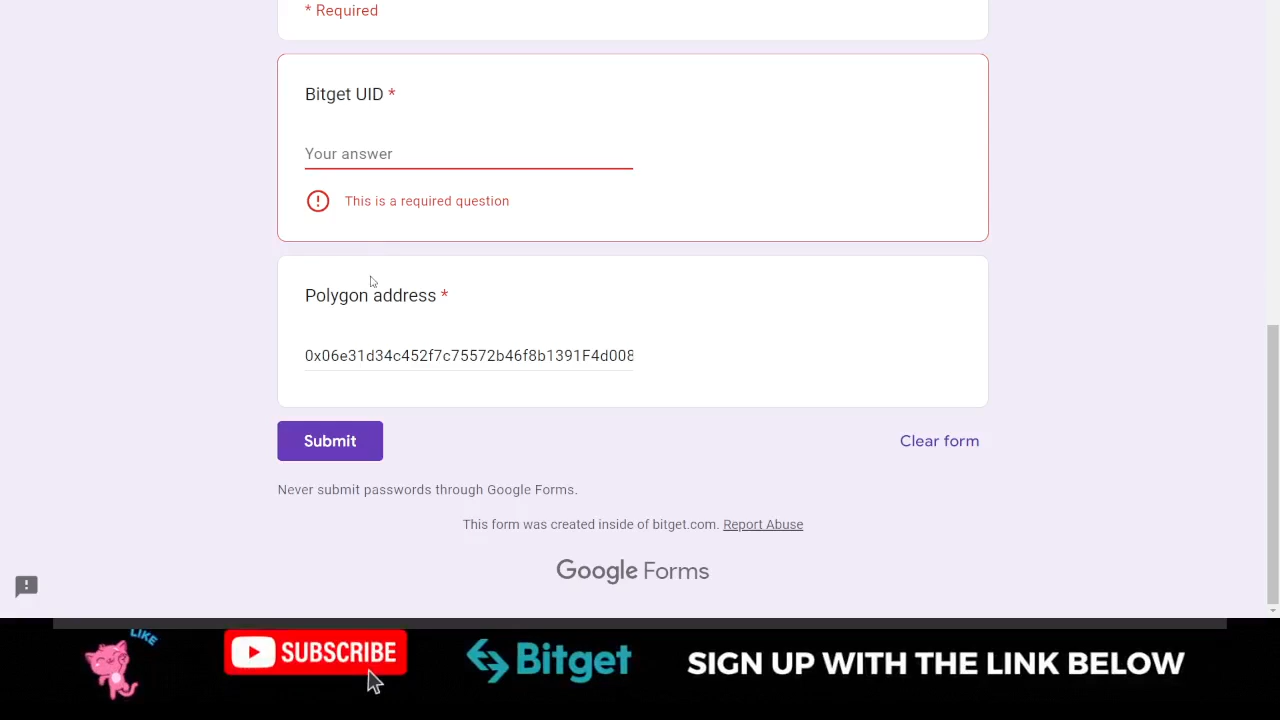 * Required
Bitget UID *
Your answer
This is a required question
Polygon address *
0x06e31d34c452f7c75572b46f8b1391F4d008
Submit
Clear form
Never submit passwords through Google Forms.
This form was created inside of bitget.com. Report Abuse
Google Forms
LIKE
SUBSCRIBE
Bitget
SIGN UP WITH THE LINK BELOW